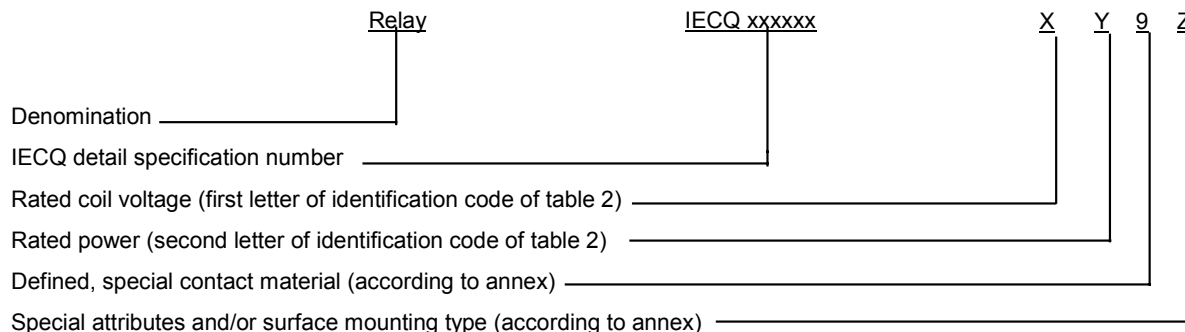 Relay IECQ xxxxxx X Y 9 Z
Denomination
IECQ detail specification number
Rated coil voltage (first letter of identification code of table 2)
Rated power (second letter of identification code of table 2)
Defined, special contact material (according to annex)
Special attributes and/or surface mounting type (according to annex)